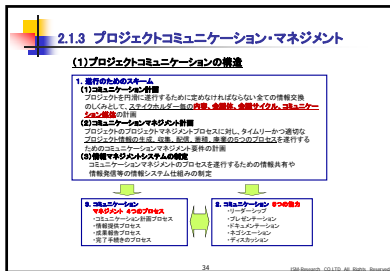 2.1.3 プロジェクトコミュニケーション・マネジメント
(1)プロジェクトコミュニケーションの構造
1. 遂行のためのスキーム
(1)コミュニケーション計画
プロジェクトを円滑に遂行するために定めなければならない全ての情報交換
のしくみとして、ステイクホルダー毎の内容、会議体、会議サイクル、コミュニケー
ション媒体の計画
(2)コミュニケーションマネジメント計画
プロジェクトのプロジェクトマネジメントプロセスに対し、タイムリーかつ適切な
プロジェクト情報の生成、収集、配信、蓄積、廃棄の5つのプロセスを遂行する
ためのコミュニケーションマネジメント要件の計画
(3)情報マネジメントシステムの制定
コミュニケーションマネジメントのプロセスを遂行するための情報共有や
情報発信等の情報システム仕組みの制定
3. コミュニケーション
マネジメント 4つのプロセス
・コミュニケーション計画プロセス
・情報提供プロセス
・成果報告プロセス
・完了手続きのプロセス
2. コミュニケーション 5つの能力
・リーダーシップ
・プレゼンテーション
・ドキュメンテーション
・ネゴシエーション
・ディスカッション
34
Research CO.LTD All Rights Reserved